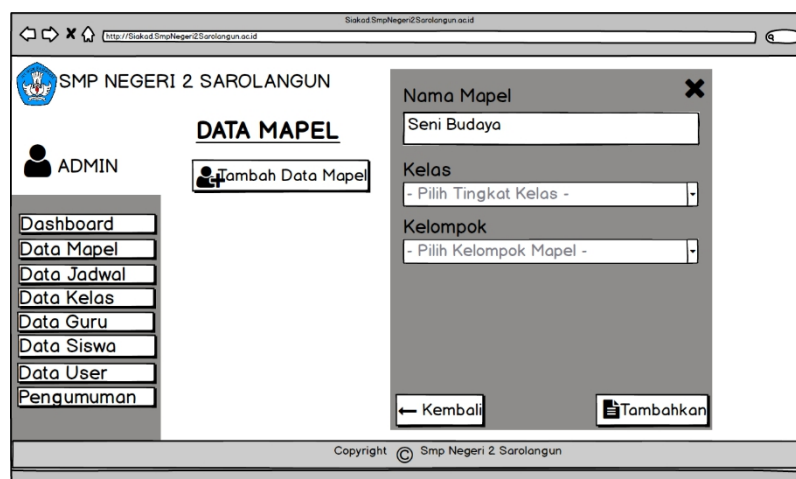 Siakad.SmpNegeri2Sarolangun.ac.id
http://Siakad.SmpNegeri2Sarolangun.ac.id
SMP NEGERI 2 SAROLANGUN
DATA MAPEL
ADMIN
Tambah Data Mapel
Dashboard
Data Mapel
Data Jadwal
Data Kelas
Data Guru
Data Siswa
Data User
Pengumuman
Nama Mapel
Seni Budaya
Kelas
- Pilih Tingkat Kelas -
Kelompok
- Pilih Kelompok Mapel -
Kembali
Tambahkan
Copyright © Smp Negeri 2 Sarolangun